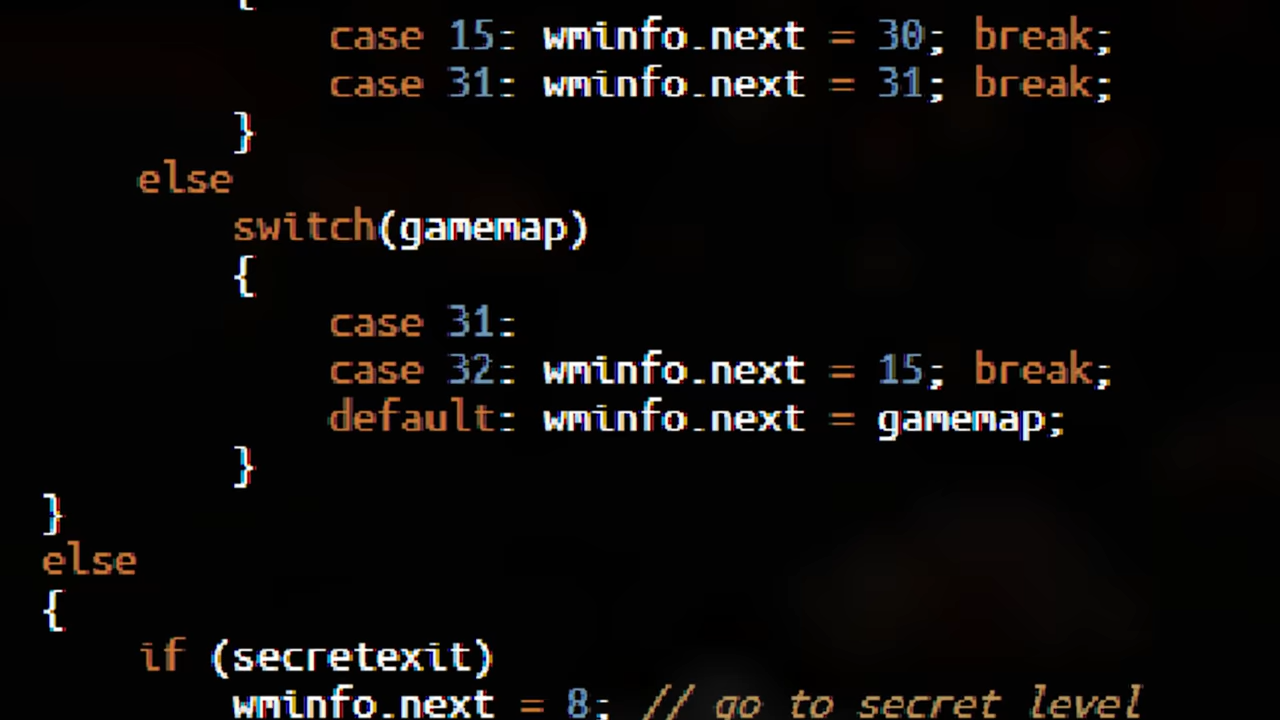 {
case 15: wminfo.next = 30; break;
case 31: wminfo.next = 31; break;
}
else
switch(gamemap)
{
case 31:
case 32: wminfo.next = 15; break;
default: wminfo.next = gamemap;
}
}
else
{
if (secretexit)
wminfo.next = 8; // go to secret level